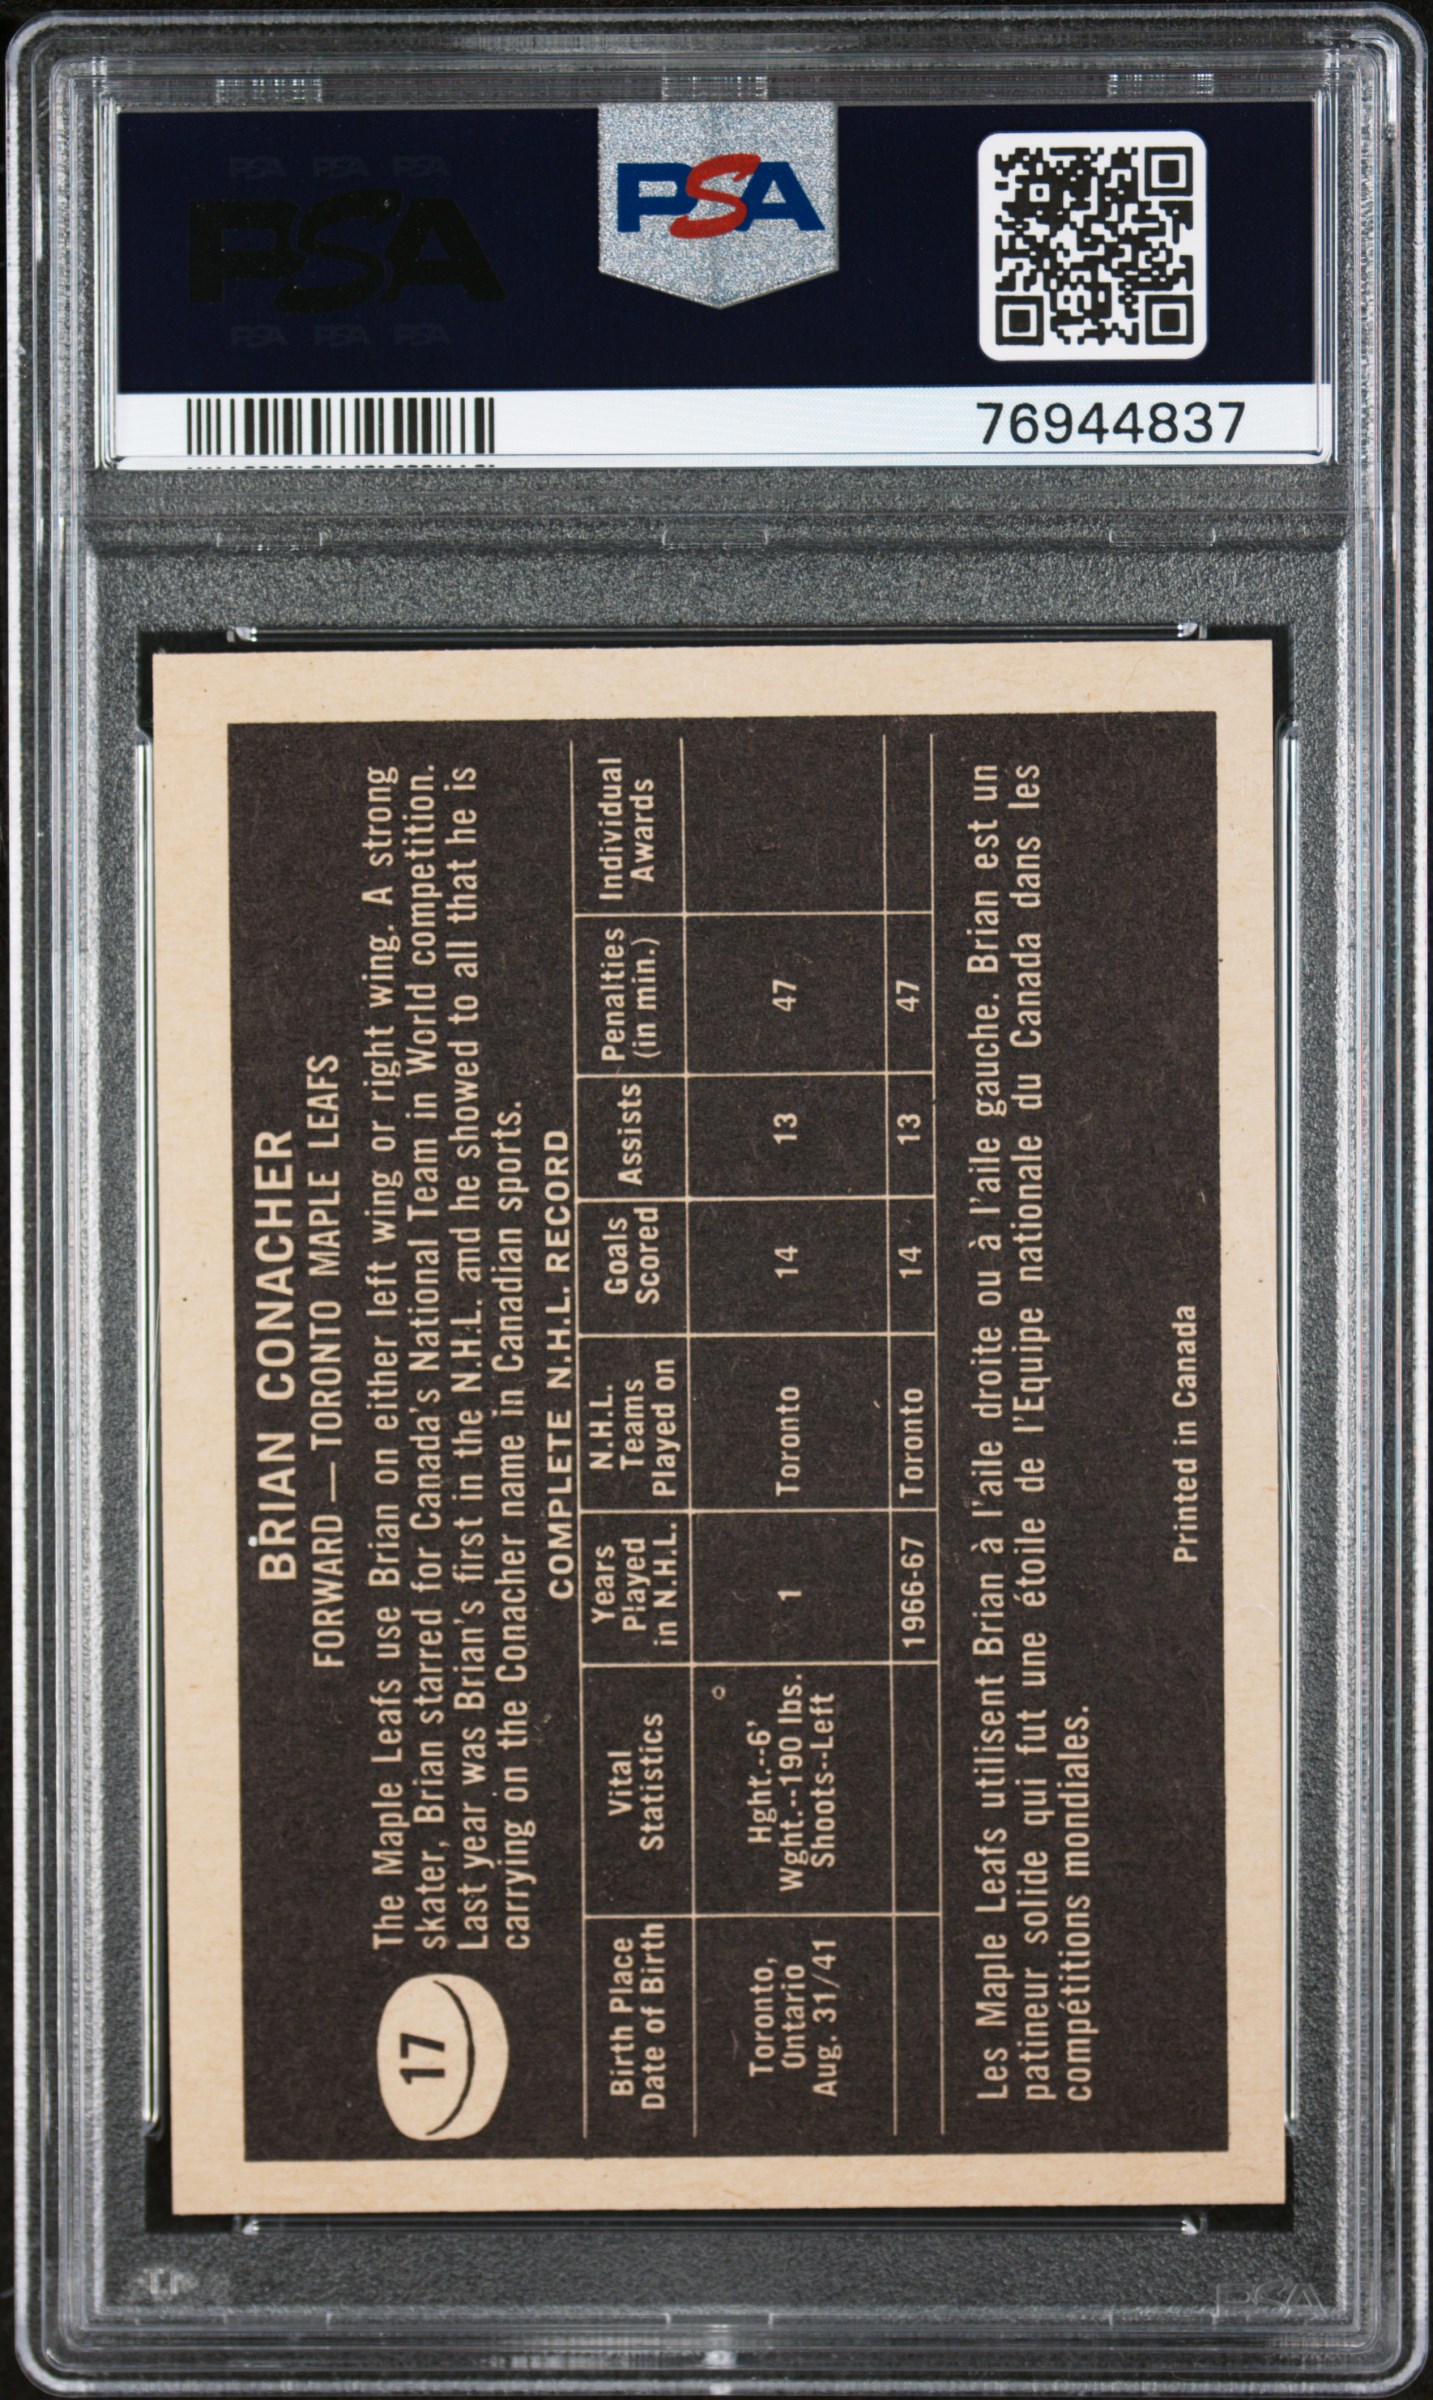 PSA PSA PSA
PSA
PSA PSA PSA
PSA
76944837
BRIAN CONACHER
FORWARD — TORONTO MAPLE LEAFS
17
The Maple Leafs use Brian on either left wing or right wing. A strong
skater, Brian starred for Canada's National Team in World competition.
Last year was Brian's first in the N.H.L. and he showed to all that he is
carrying on the Conacher name in Canadian sports.
COMPLETE N.H.L. RECORD
Birth Place Date of Birth | Vital Statistics | Years Played in N.H.L. | N.H.L. Teams Played on | Goals Scored | Assists | Penalties (in min.) | Individual Awards
Toronto, Ontario Aug. 31/41 | Hght.--6' Wght.--190 lbs. Shoots--Left | 1 | Toronto | 14 | 13 | 47
1966-67 | Toronto | 14 | 13 | 47
Les Maple Leafs utilisent Brian à l'aile droite ou à l'aile gauche. Brian est un
patineur solide qui fut une étoile de l'Equipe nationale du Canada dans les
compétitions mondiales.
Printed in Canada
PSA